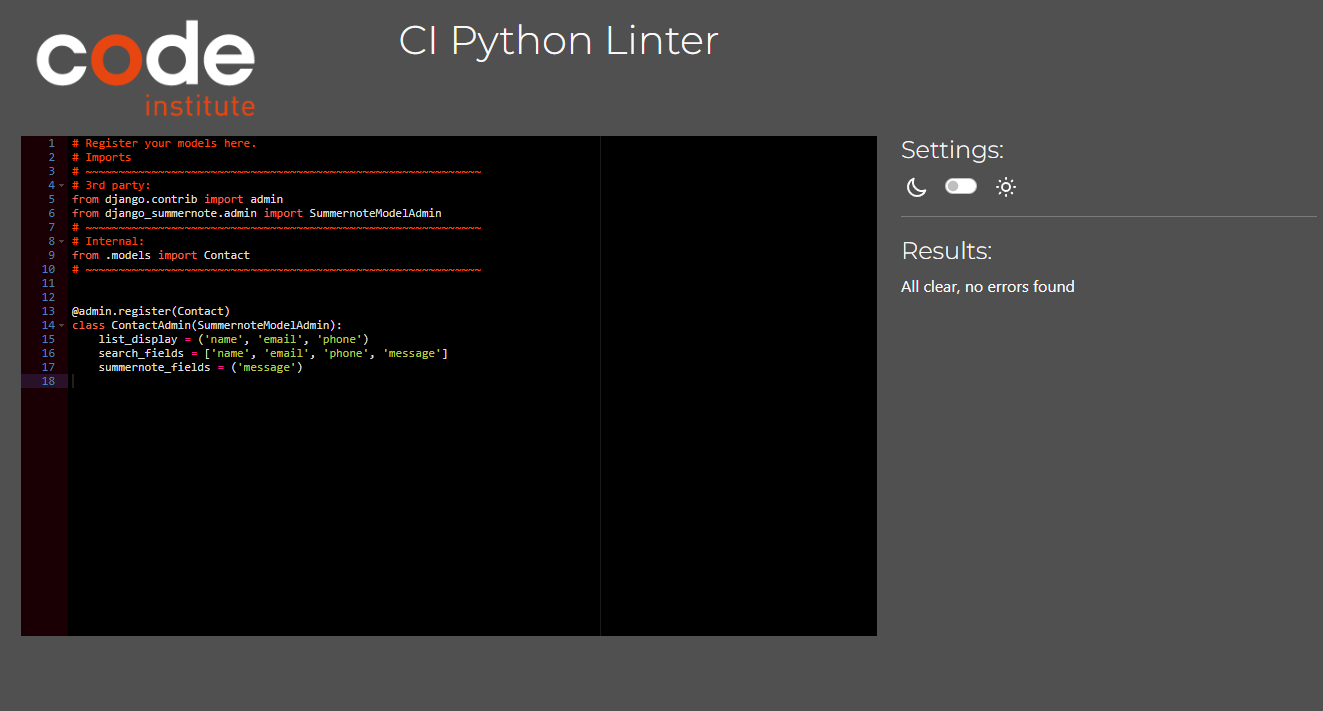 code
institute
CI Python Linter
1 # Register your models here.
2 # Imports
3 # ~~~~~~~~~~~~~~~~~~~~~~~~~~~~~~~~~~~~~~~~~~~~~~~~~~~~~~~~~~~~
4 # 3rd party:
5 from django.contrib import admin
6 from django_summernote.admin import SummernoteModelAdmin
7 # ~~~~~~~~~~~~~~~~~~~~~~~~~~~~~~~~~~~~~~~~~~~~~~~~~~~~~~~~~~~~
8 # Internal:
9 from .models import Contact
10 # ~~~~~~~~~~~~~~~~~~~~~~~~~~~~~~~~~~~~~~~~~~~~~~~~~~~~~~~~~~~~
11
12
13 @admin.register(Contact)
14 class ContactAdmin(SummernoteModelAdmin):
15     list_display = ('name', 'email', 'phone')
16     search_fields = ['name', 'email', 'phone', 'message']
17     summernote_fields = ('message')
18
Settings:
Results:
All clear, no errors found